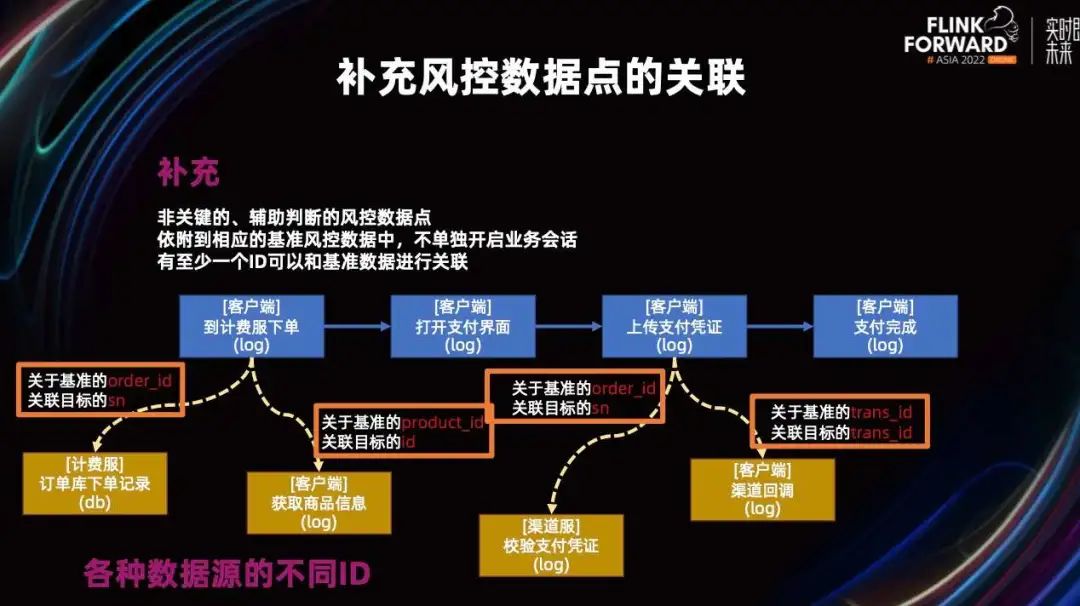 FLINK
FORWARD
# ASIA 2022 ONLINE
实时即
未来
补充风控数据点的关联
补充
非关键的、辅助判断的风控数据点
依附到相应的基准风控数据中，不单独开启业务会话
有至少一个ID可以和基准数据进行关联
[客户端]
到计费服下单
(log)
[客户端]
打开支付界面
(log)
[客户端]
上传支付凭证
(log)
[客户端]
支付完成
(log)
关于基准的order_id
关联目标的sn
关于基准的product_id
关联目标的id
关于基准的order_id
关联目标的sn
关于基准的trans_id
关联目标的trans_id
[计费服]
订单库下单记录
(db)
[客户端]
获取商品信息
(log)
[渠道服]
校验支付凭证
(log)
[客户端]
渠道回调
(log)
各种数据源的不同ID